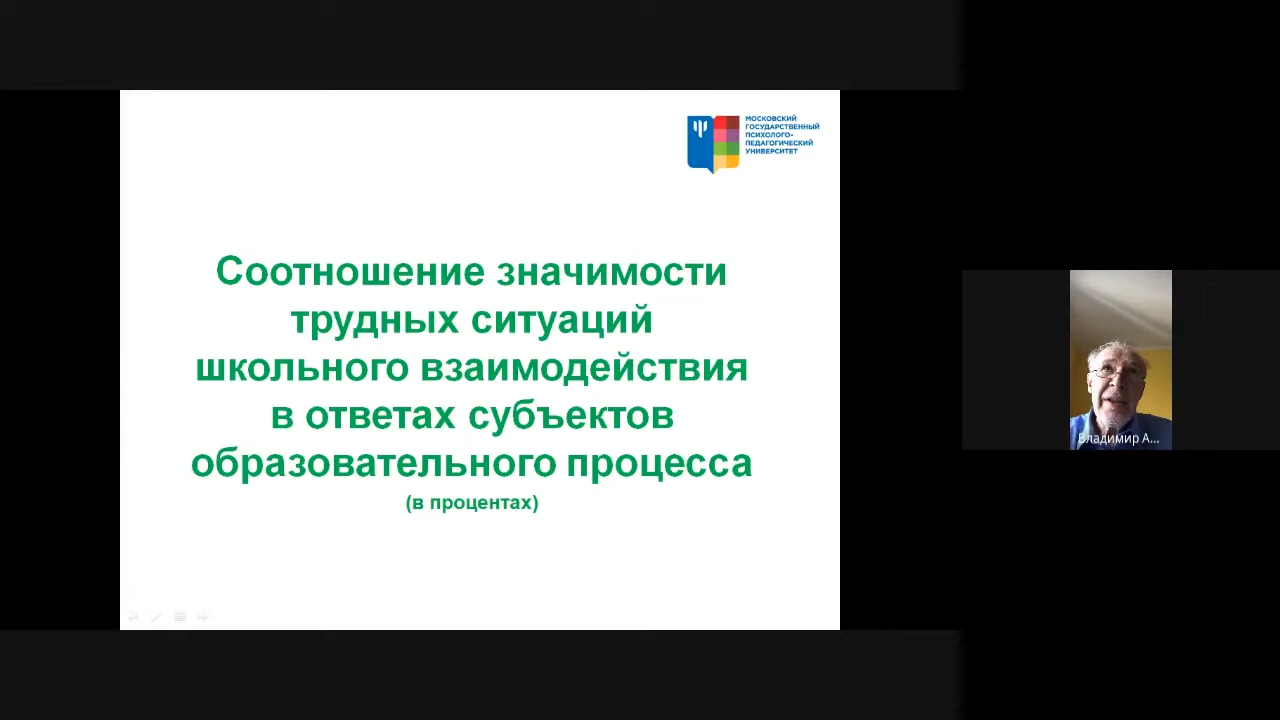 МОСКОВСКИЙ
ГОСУДАРСТВЕННЫЙ
ПСИХОЛОГО-
ПЕДАГОГИЧЕСКИЙ
УНИВЕРСИТЕТ
Соотношение значимости
трудных ситуаций
школьного взаимодействия
в ответах субъектов
образовательного процесса
(в процентах)
Владимир А...